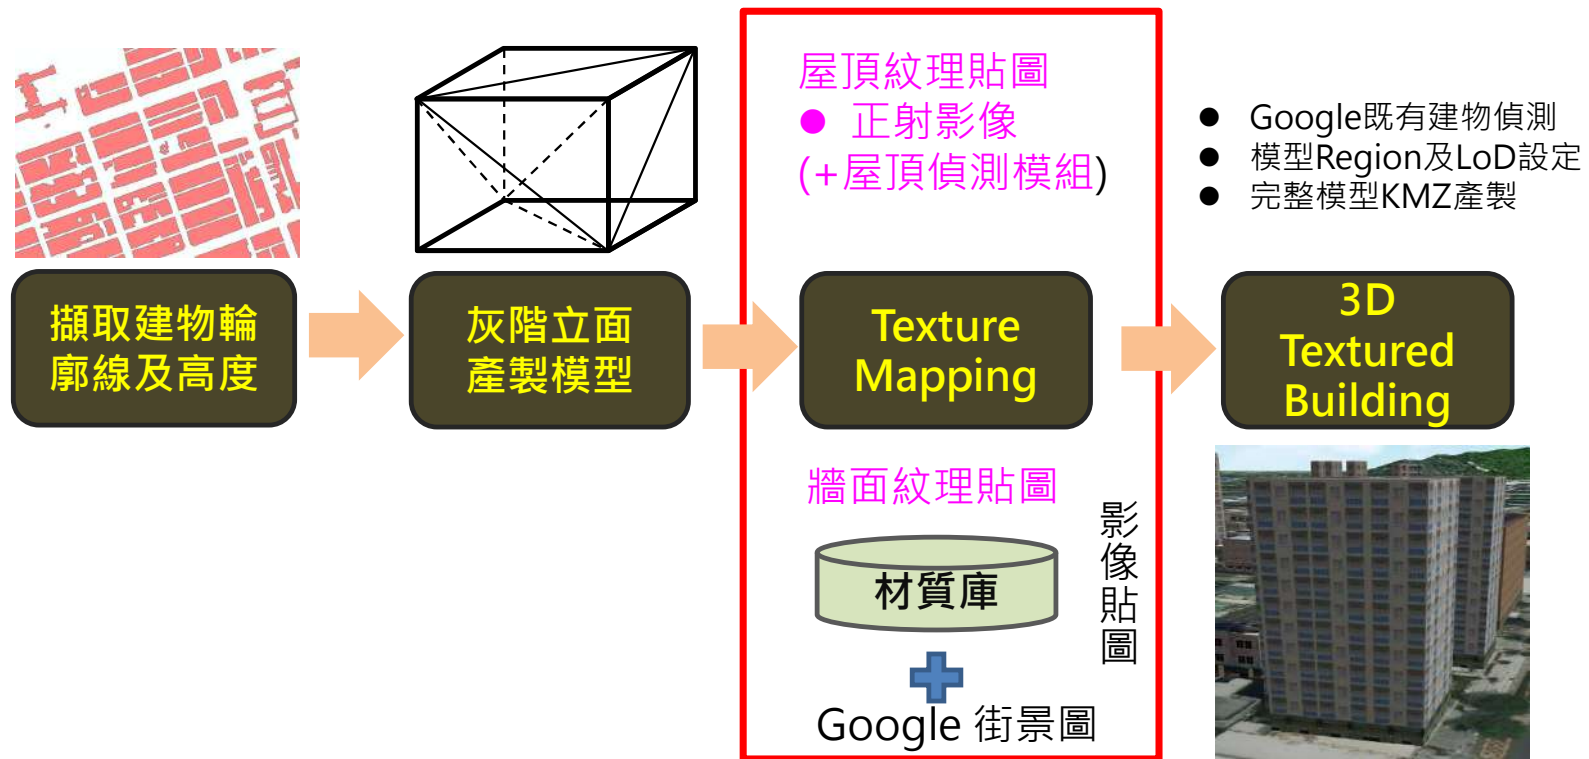 擷取建物輪
廓線及高度
灰階立面
產製模型
屋頂紋理貼圖
● 正射影像
(+屋頂偵測模組)
Texture
Mapping
牆面紋理貼圖
材質庫
Google 街景圖
影像貼圖
● Google既有建物偵測
● 模型Region及LoD設定
● 完整模型KMZ產製
3D
Textured
Building